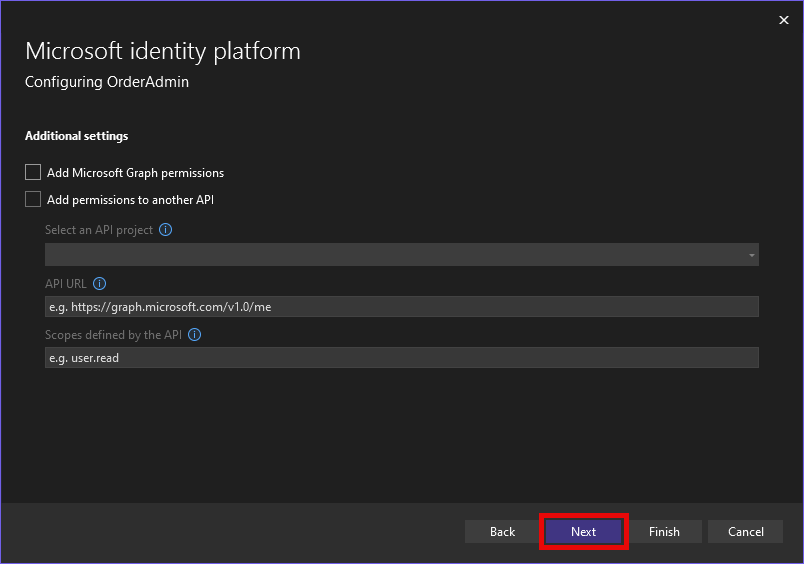 Microsoft identity platform
Configuring OrderAdmin
Additional settings
Add Microsoft Graph permissions
Add permissions to another API
Select an API project
API URL
e.g. https://graph.microsoft.com/v1.0/me
Scopes defined by the API
e.g. user.read
Back Next Finish Cancel